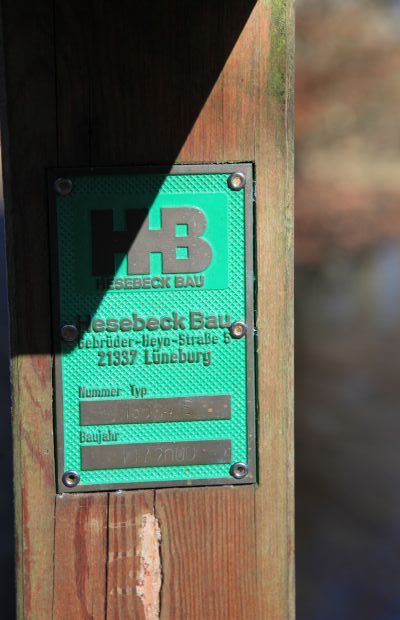 HB
HESEBECK BAU
Hesebeck Bau
Gebrüder-Heyn-Straße
21337 Lüneburg
Nummer Typ
Baujahr